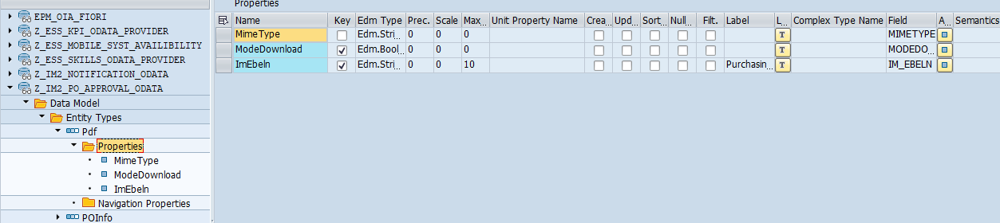 Properties
EPM_OIA_FIORI
Z_ESS_KPI_ODATA_PROVIDER
Z_ESS_MOBILE_SYST_AVAILIBILITY
Z_ESS_SKILLS_ODATA_PROVIDER
Z_IM2_NOTIFICATION_ODATA
Z_IM2_PO_APPROVAL_ODATA
Data Model
Entity Types
Pdf
Properties
MimeType
ModeDownload
ImEbeln
Navigation Properties
POInfo
Name Key Edm Type Prec. Scale Max... Unit Property Name Crea... Upd... Sort... Null... Filt. Label L... Complex Type Name Field A... Semantics
MimeType Edm.Stri... 0 0 0 T MIMETYPE
ModeDownload Edm.Bool... 0 0 0 T MODEDO...
ImEbeln Edm.Stri... 0 0 10 Purchasin... T IM_EBELN